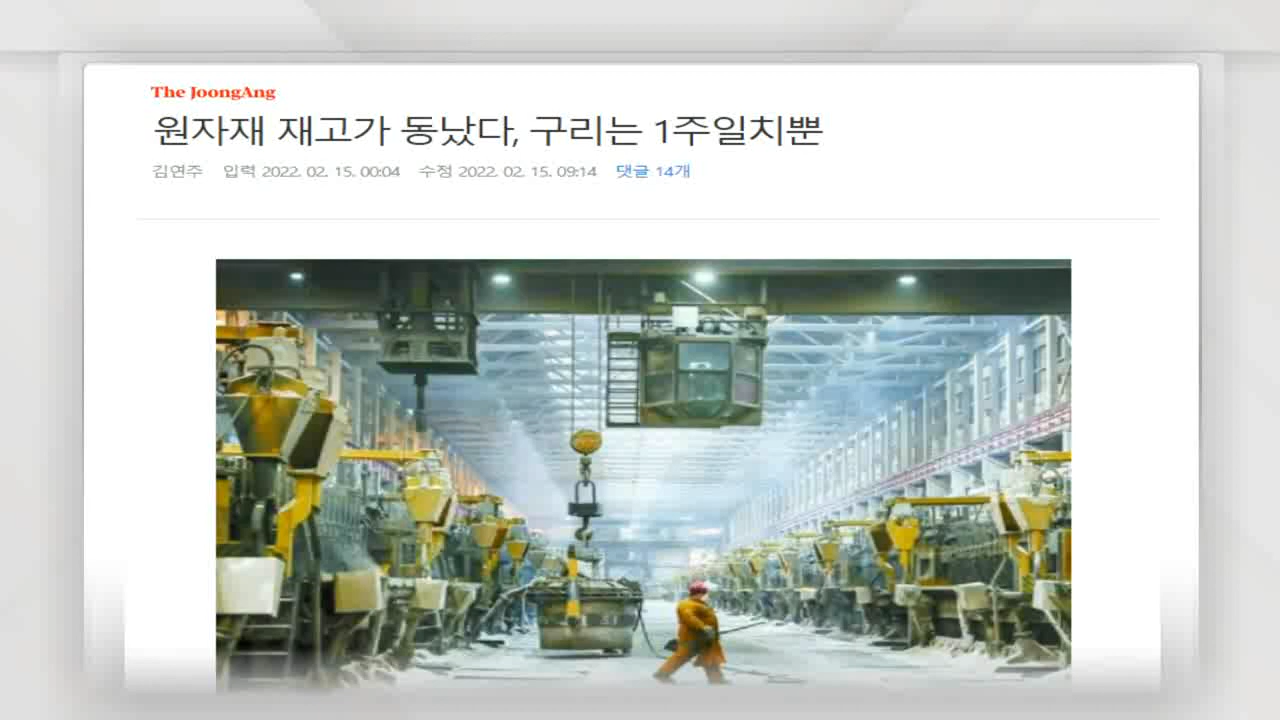 The JoongAng
원자재 재고가 동났다, 구리는 1주일치뿐
김연주 입력 2022. 02. 15. 00:04 수정 2022. 02. 15. 09:14 댓글 14개